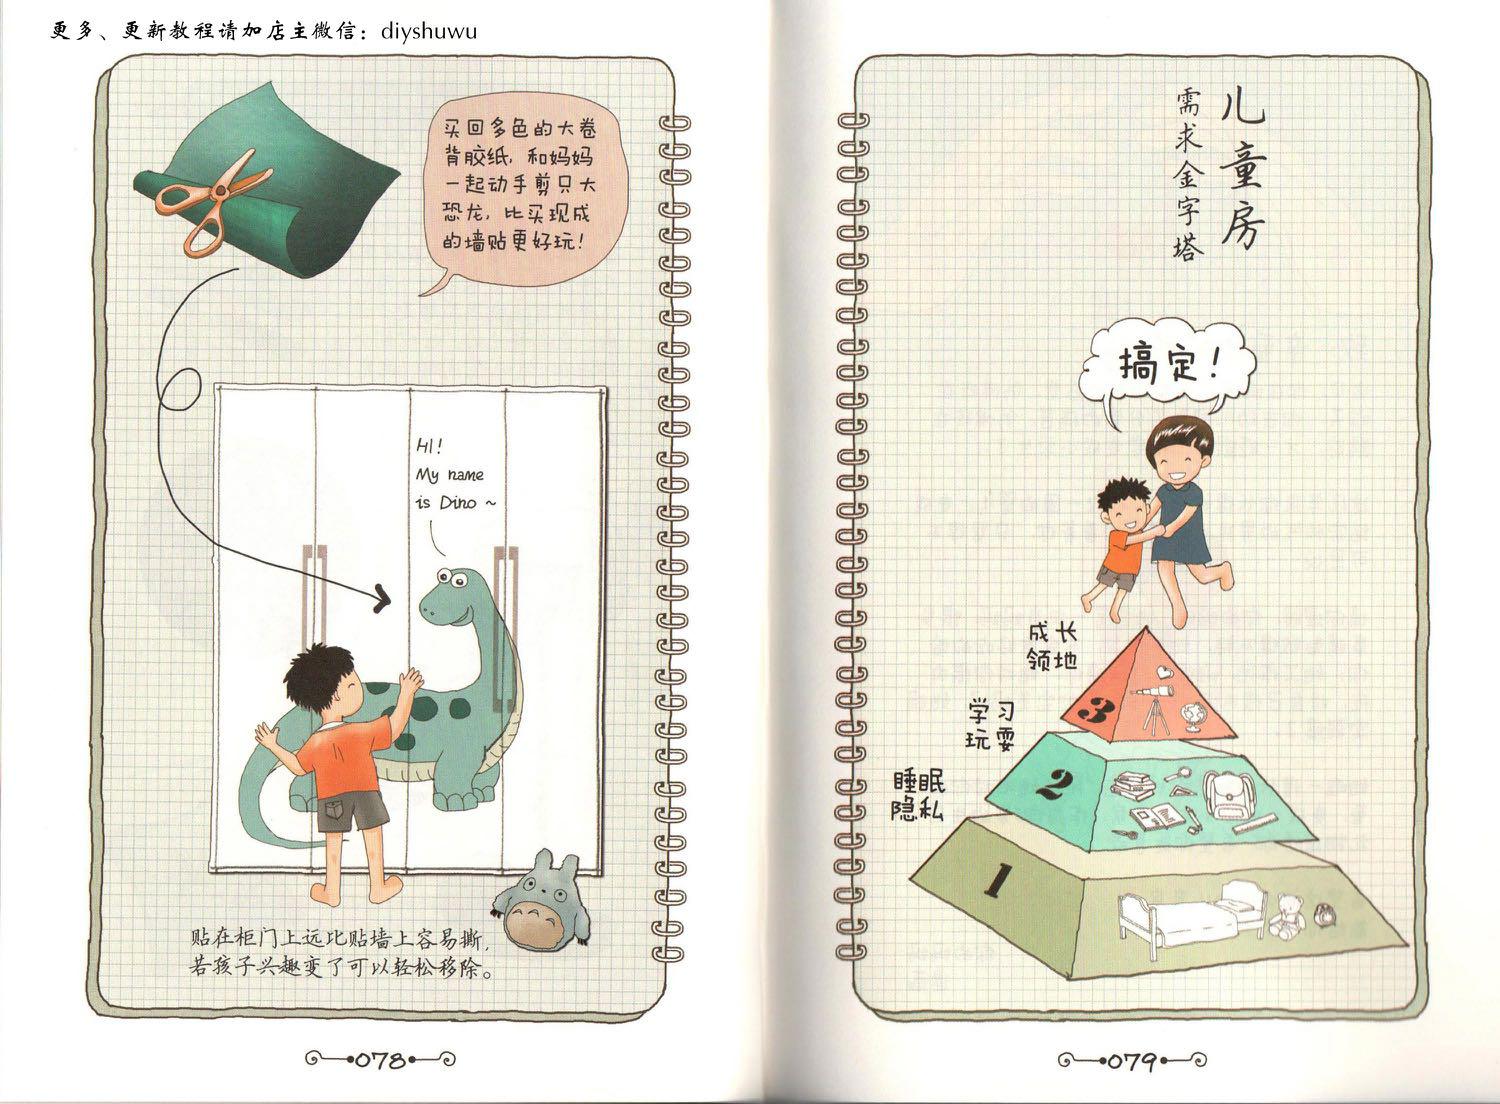 更多、更新教程请加店主微信：diyshuwu
买回多色的大卷
背胶纸，和妈妈
一起动手剪只大
恐龙，比买现成
的墙贴更好玩！
HI！
My name
is Dino ~
贴在柜门上远比贴墙上容易撕，
若孩子兴趣变了可以轻松移除。
078
儿童房
需求金字塔
搞定！
成长
领地
3
学习
玩耍
2
睡眠
隐私
1
079